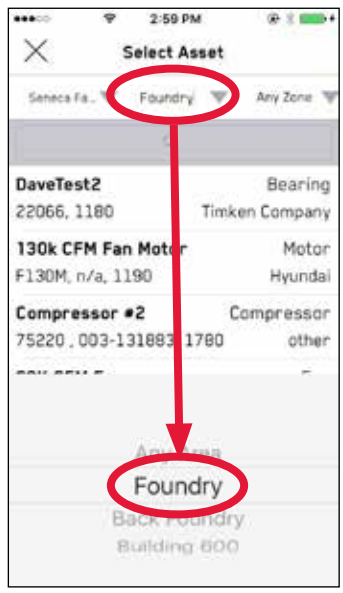 2:59 PM
Select Asset
Seneca Fa.. Foundry Any Zone
DaveTest2 Bearing
22066, 1180 Timken Company
130k CFM Fan Motor Motor
F130M, n/a, 1190 Hyundai
Compressor #2 Compressor
75220 , 003-131883, 1780 other
Any Area
Foundry
Back Foundry
Building 600